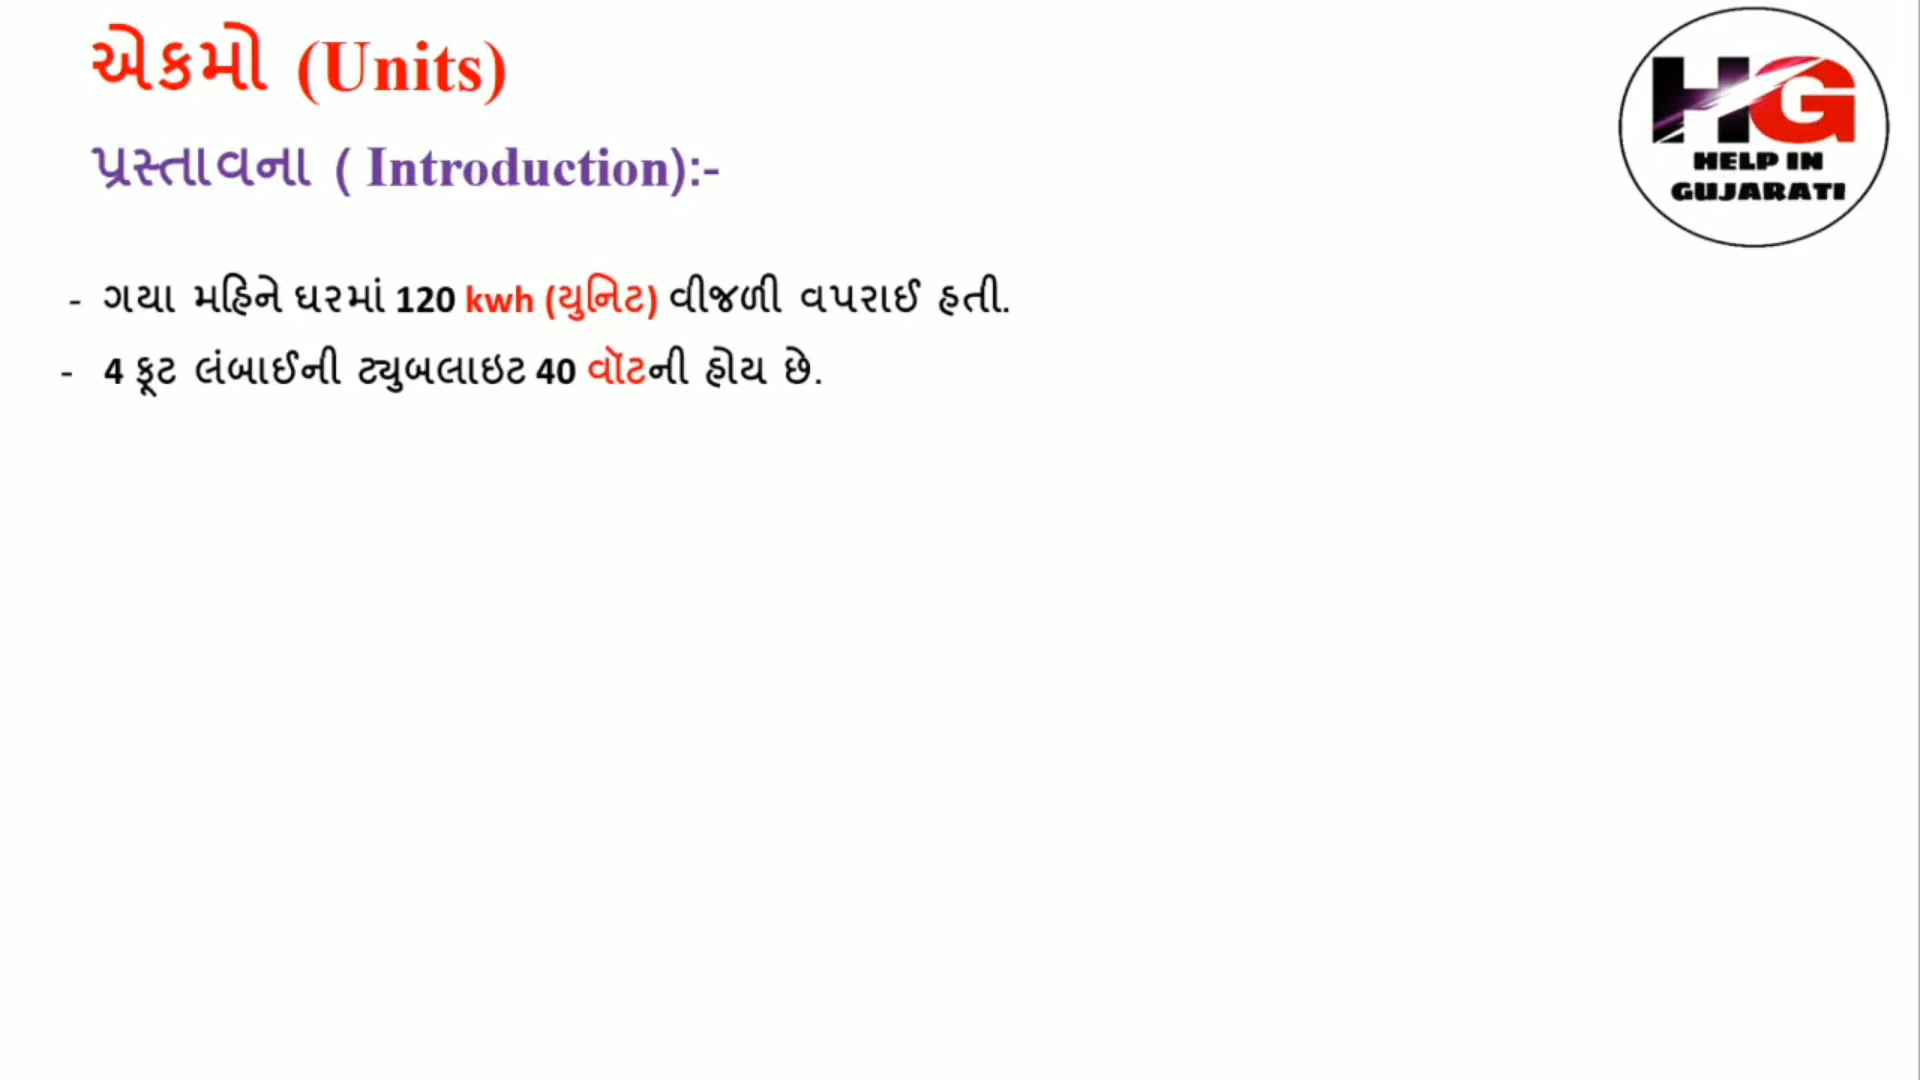 એકમો (Units)
પ્રસ્તાવના ( Introduction):-
- ગયા મહિને ઘરમાં 120 kwh (યુનિટ) વીજળી વપરાઈ હતી.
- 4 ફૂટ લંબાઈની ટ્યુબલાઇટ 40 વૉટની હોય છે.
HG
HELP IN
GUJARATI